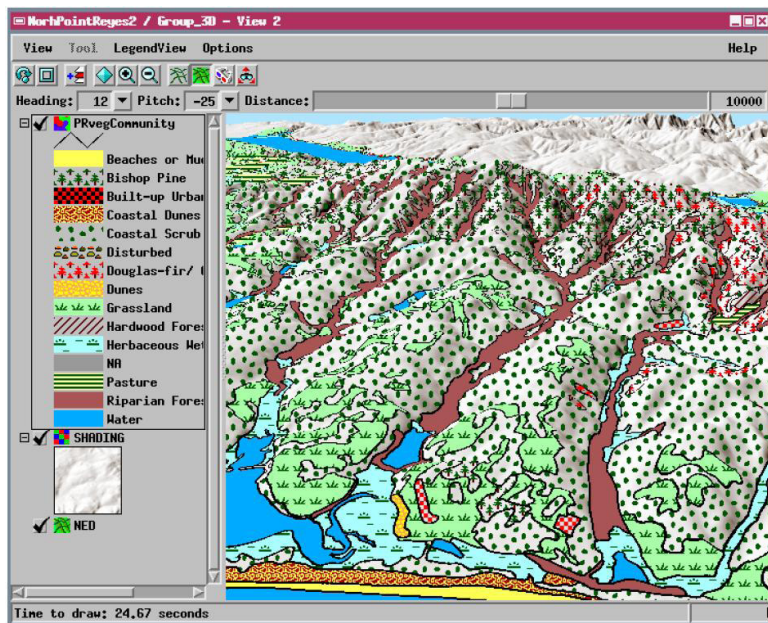 NorhPointReyes2 / Group_3D - View 2
View Tool LegendView Options Help
Heading: 12 Pitch: -25 Distance: 10000
PRvegCommunity
Beaches or Mu
Bishop Pine
Built-up Urba
Coastal Dunes
Coastal Scrub
Disturbed
Douglas-fir/
Dunes
Grassland
Hardwood Fores
Herbaceous Wet
NA
Pasture
Riparian Fores
Water
SHADING
NED
Time to draw: 24.67 seconds